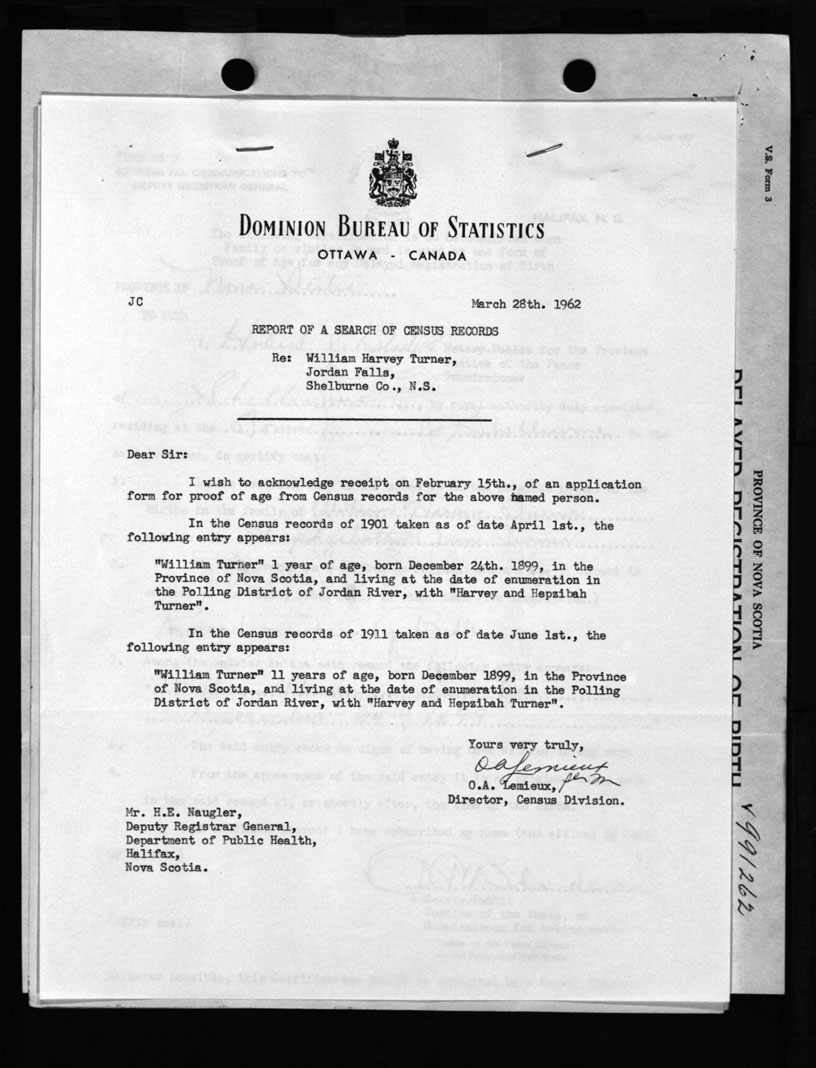 DOMINION BUREAU OF STATISTICS
OTTAWA - CANADA
JC
March 28th. 1962
REPORT OF A SEARCH OF CENSUS RECORDS
Re: William Harvey Turner,
Jordan Falls,
Shelburne Co., N.S.
Dear Sir:
I wish to acknowledge receipt on February 15th., of an application
form for proof of age from Census records for the above named person.
In the Census records of 1901 taken as of date April 1st., the
following entry appears:
"William Turner" 1 year of age, born December 24th. 1899, in the
Province of Nova Scotia, and living at the date of enumeration in
the Polling District of Jordan River, with "Harvey and Hepzibah
Turner".
In the Census records of 1911 taken as of date June 1st., the
following entry appears:
"William Turner" 11 years of age, born December 1899, in the Province
of Nova Scotia, and living at the date of enumeration in the Polling
District of Jordan River, with "Harvey and Hepzibah Turner".
Yours very truly,
O A Lemieux
O.A. Lemieux,
Director, Census Division.
Mr. H.E. Naugler,
Deputy Registrar General,
Department of Public Health,
Halifax,
Nova Scotia.
V.S. Form 3
PROVINCE OF NOVA SCOTIA
DELAYED REGISTRATION OF BIRTH
991262